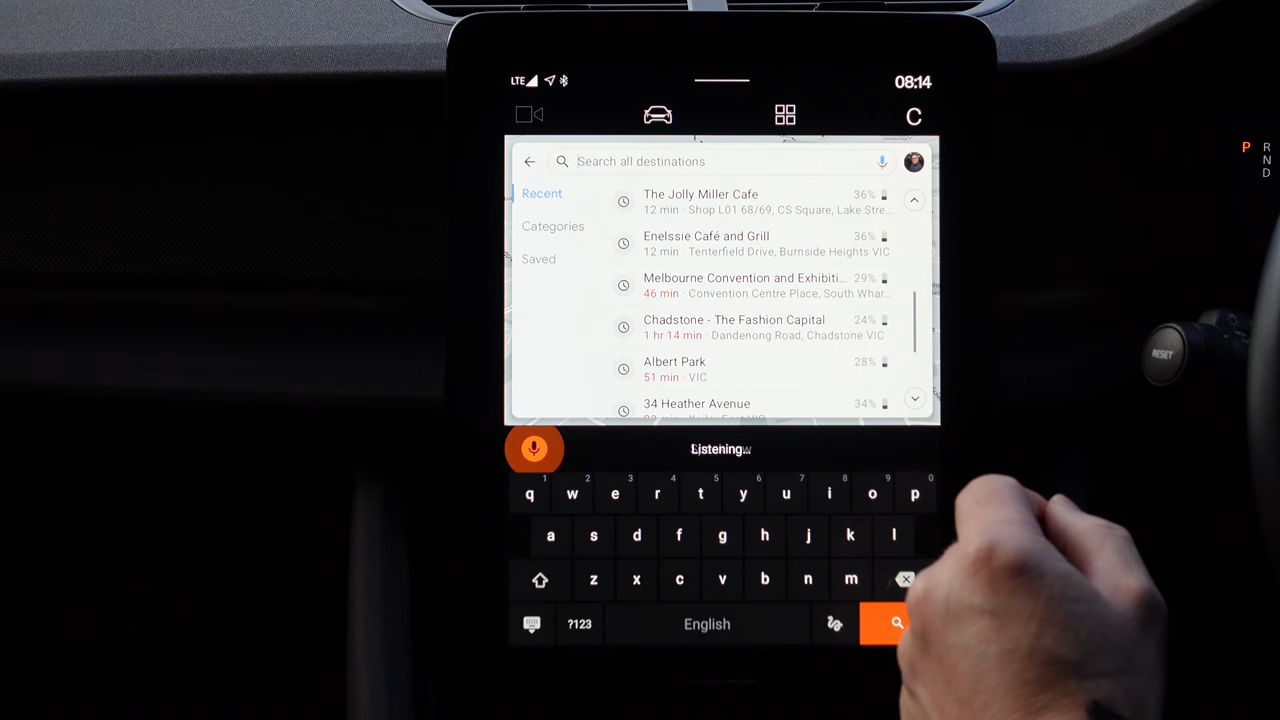 LTE
08:14
C
Search all destinations
Recent
Categories
Saved
The Jolly Miller Cafe 36%
12 min · Shop L01 68/69, CS Square, Lake Stre...
Enelssie Café and Grill 36%
12 min · Tenterfield Drive, Burnside Heights VIC
Melbourne Convention and Exhibiti... 29%
46 min · Convention Centre Place, South Whar...
Chadstone - The Fashion Capital 24%
1 hr 14 min · Dandenong Road, Chadstone VIC
Albert Park 28%
51 min · VIC
34 Heather Avenue 34%
Listening...
1 2 3 4 5 6 7 8 9 0
q w e r t y u i o p
a s d f g h j k l
z x c v b n m
?123 English
P R
N
D
RESET